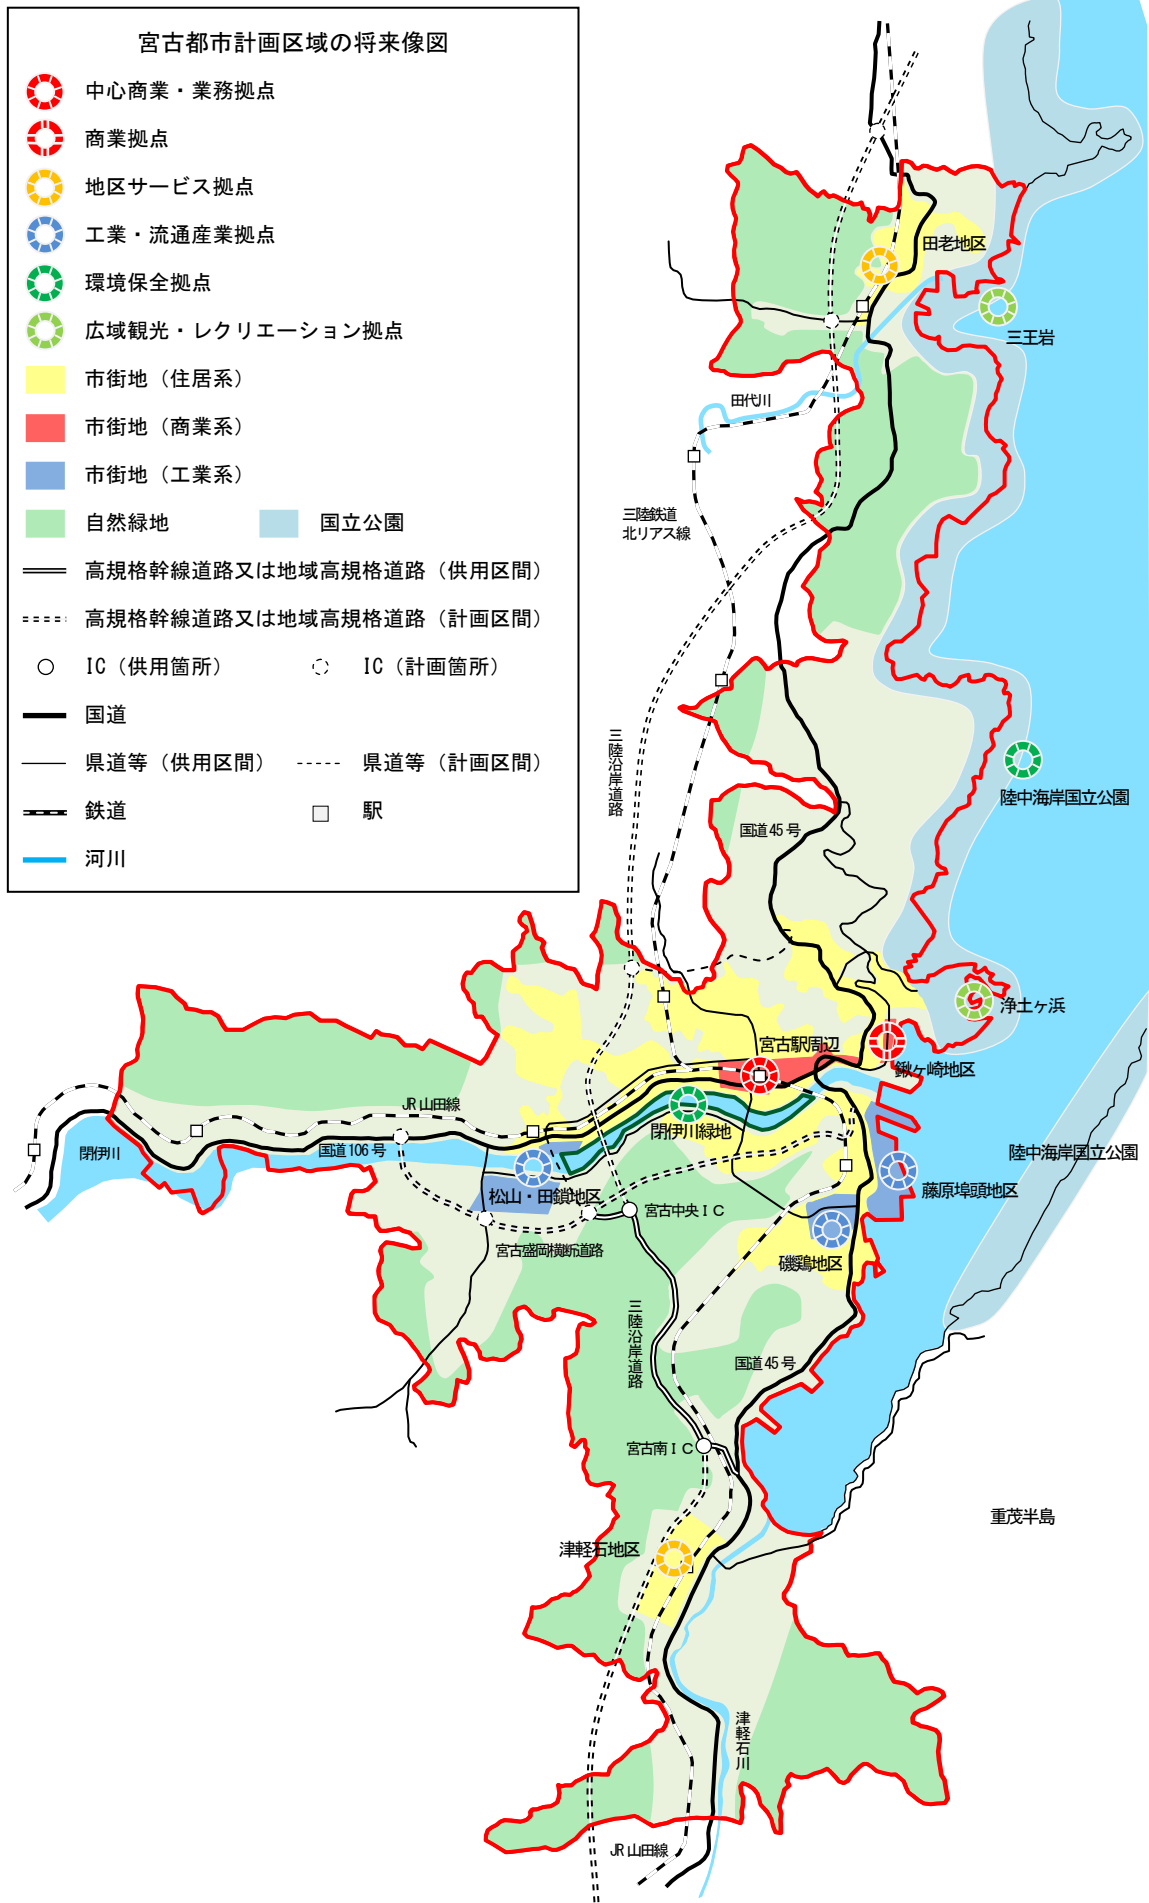 宮古都市計画区域の将来像図
中心商業・業務拠点
商業拠点
地区サービス拠点
工業・流通産業拠点
環境保全拠点
広域観光・レクリエーション拠点
市街地（住居系）
市街地（商業系）
市街地（工業系）
自然緑地
国立公園
高規格幹線道路又は地域高規格道路（供用区間）
高規格幹線道路又は地域高規格道路（計画区間）
IC（供用箇所）
IC（計画箇所）
国道
県道等（供用区間）
県道等（計画区間）
鉄道
駅
河川
田老地区
三王岩
田代川
三陸鉄道
北リアス線
三陸沿岸道路
陸中海岸国立公園
国道45号
浄土ヶ浜
宮古駅周辺
鍬ヶ崎地区
JR山田線
閉伊川緑地
閉伊川
国道106号
陸中海岸国立公園
松山・田鎖地区
藤原埠頭地区
宮古中央ＩＣ
宮古盛岡横断道路
磯鶏地区
三陸沿岸道路
国道45号
宮古南ＩＣ
重茂半島
津軽石地区
津軽石川
JR山田線